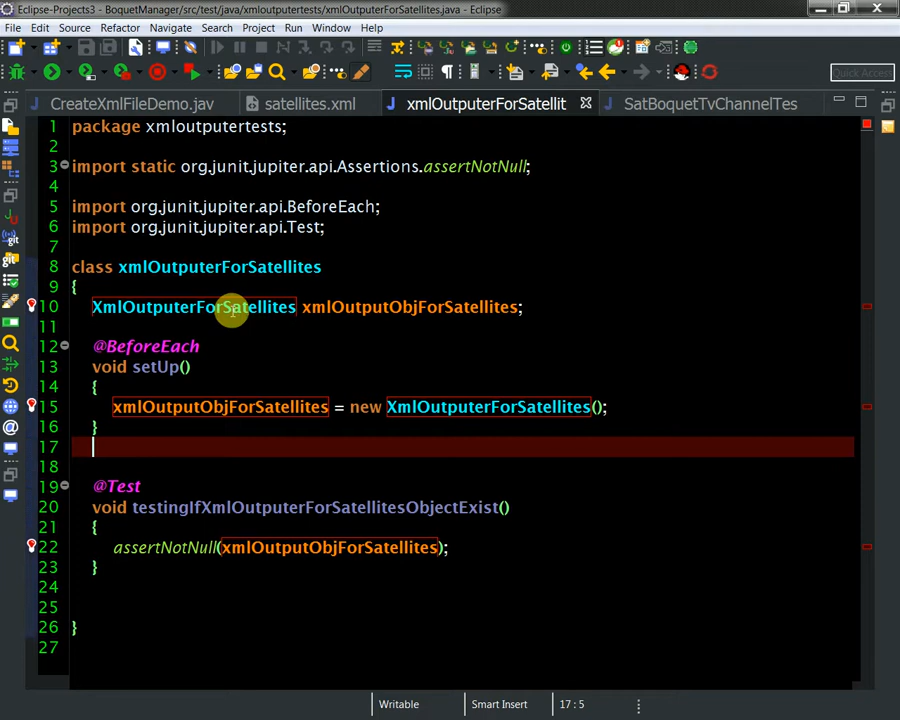 Eclipse-Projects3 - BoquetManager/src/test/java/xmloutputertests/xmlOutputerForSatellites.java - Eclipse
File Edit Source Refactor Navigate Search Project Run Window Help
Quick Access
CreateXmlFileDemo.jav satellites.xml xmlOutputerForSatellit SatBoquetTvChannelTes
1 package xmloutputertests;
2
3 import static org.junit.jupiter.api.Assertions.assertNotNull;
4
5 import org.junit.jupiter.api.BeforeEach;
6 import org.junit.jupiter.api.Test;
7
8 class xmlOutputerForSatellites
9 {
10 XmlOutputerForSatellites xmlOutputObjForSatellites;
11
12 @BeforeEach
13 void setUp()
14 {
15 xmlOutputObjForSatellites = new XmlOutputerForSatellites();
16 }
17
18
19 @Test
20 void testingIfXmlOutputerForSatellitesObjectExist()
21 {
22 assertNotNull(xmlOutputObjForSatellites);
23 }
24
25
26 }
27
Writable Smart Insert 17 : 5